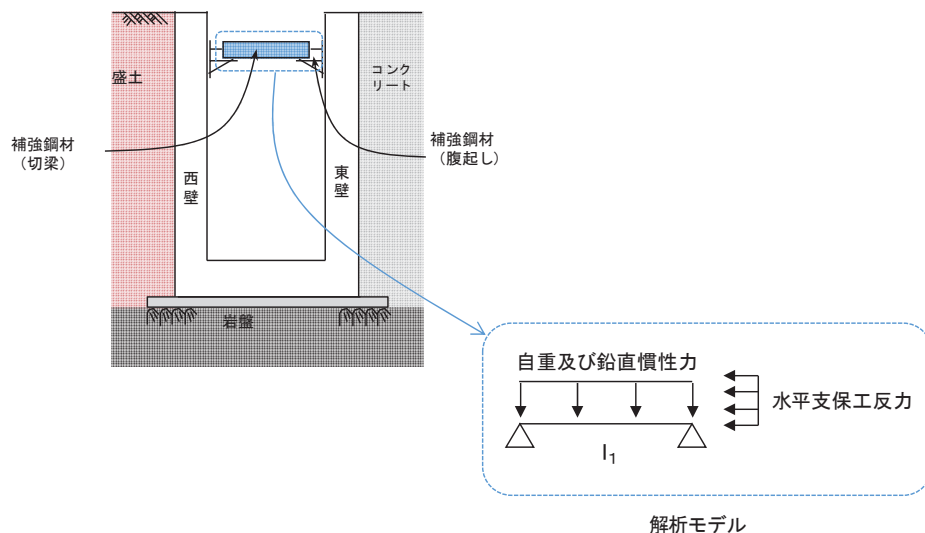 盛土
コンク
リート
補強鋼材
（切梁）
補強鋼材
（腹起し）
西
壁
東
壁
岩盤
自重及び鉛直慣性力
水平支保工反力
l1
解析モデル